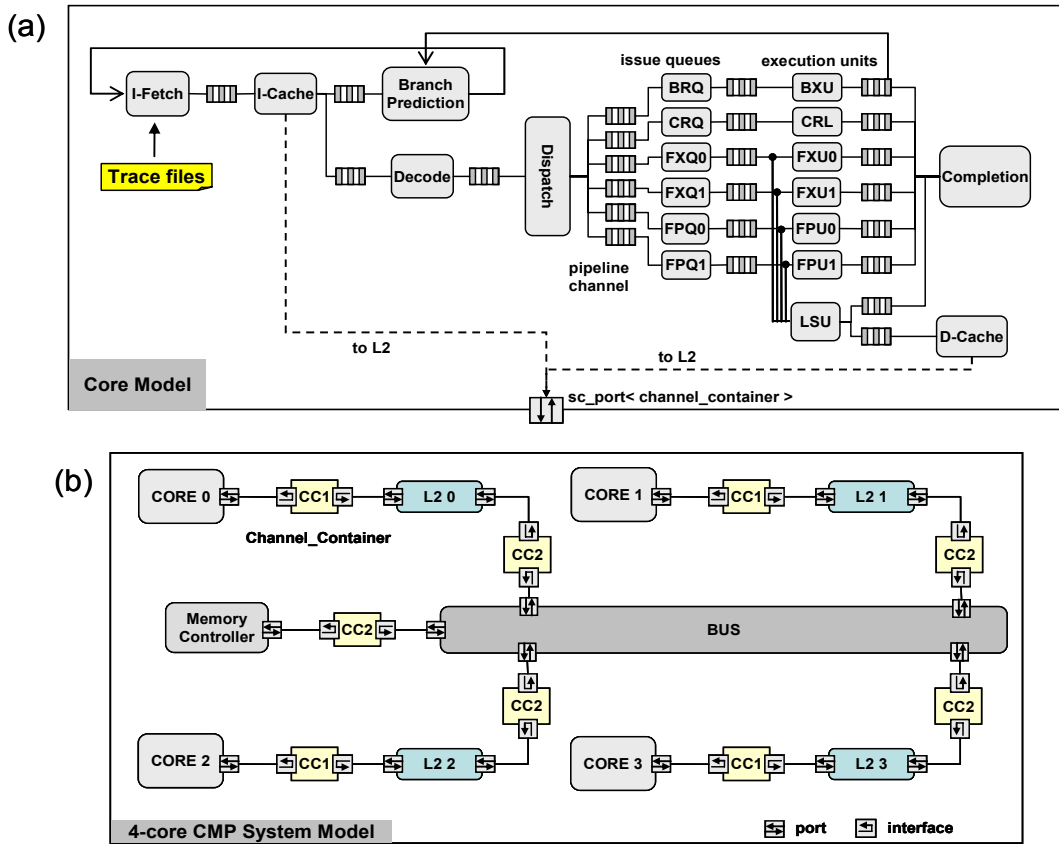 (a)
issue queues
execution units
I-Fetch
I-Cache
Branch
Prediction
BRQ
BXU
CRQ
CRL
Trace files
Decode
Dispatch
FXQ0
FXU0
FXQ1
FXU1
Completion
FPQ0
FPU0
FPQ1
FPU1
pipeline
channel
LSU
D-Cache
to L2
to L2
Core Model
sc_port< channel_container >
(b)
CORE 0
CC1
L2 0
CORE 1
CC1
L2 1
Channel_Container
CC2
CC2
Memory
Controller
CC2
BUS
CC2
CC2
CORE 2
CC1
L2 2
CORE 3
CC1
L2 3
4-core CMP System Model
port
interface